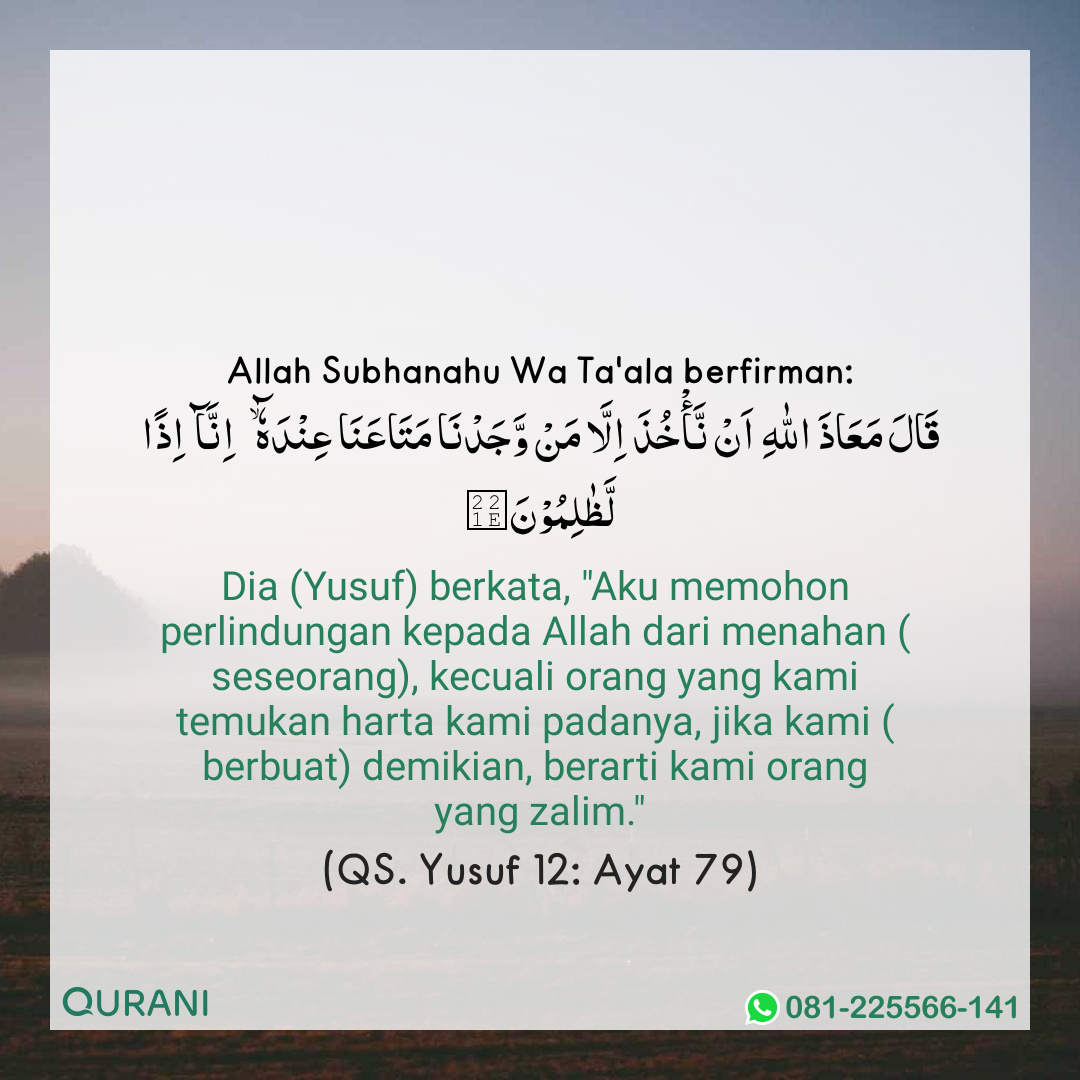 Allah Subhanahu Wa Ta'ala berfirman:
قَالَ مَعَاذَ اللّٰهِ اَنْ نَّأْخُذَ اِلَّا مَنْ وَّجَدْنَا مَتَاعَنَا عِنْدَهٗٓ ۙ اِنَّآ اِذًا
لَّظٰلِمُوْنَ
Dia (Yusuf) berkata, "Aku memohon
perlindungan kepada Allah dari menahan (
seseorang), kecuali orang yang kami
temukan harta kami padanya, jika kami (
berbuat) demikian, berarti kami orang
yang zalim."
(QS. Yusuf 12: Ayat 79)
QURANI
081-225566-141